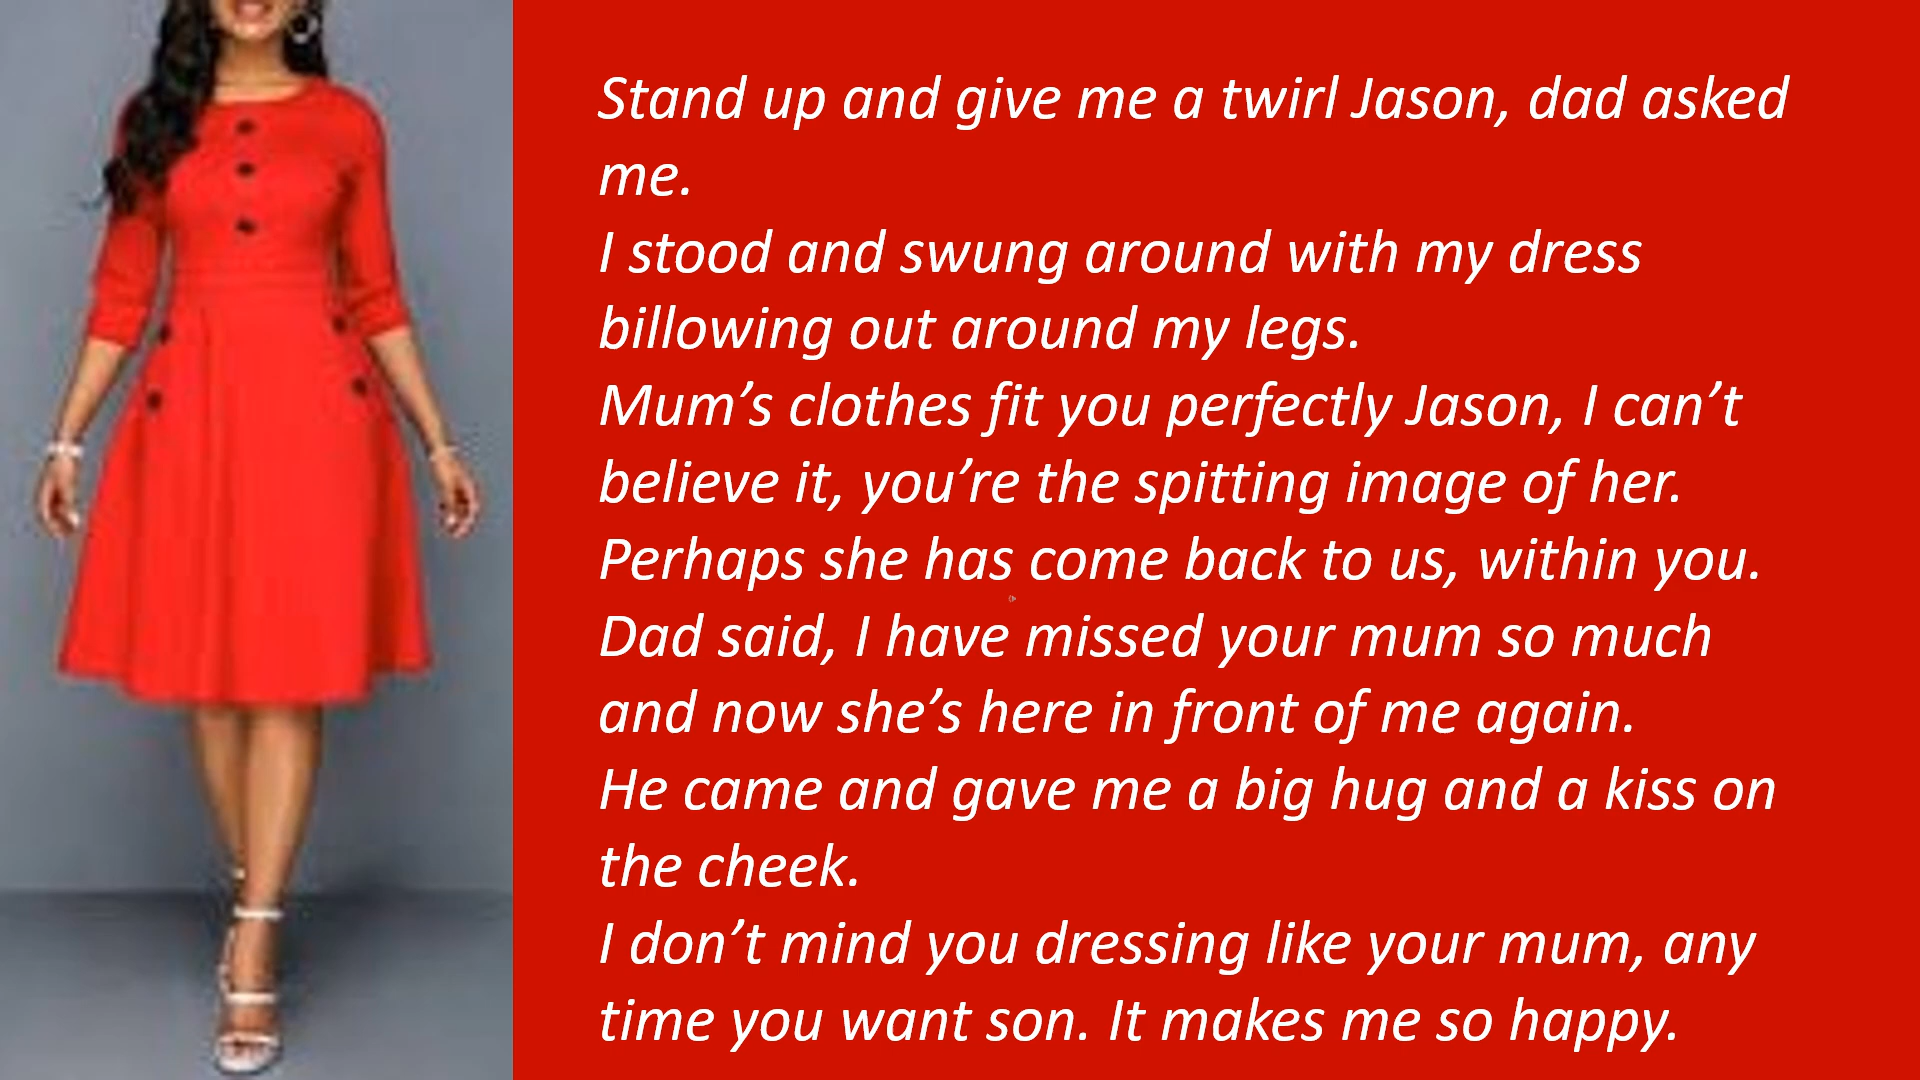 Stand up and give me a twirl Jason, dad asked
me.
I stood and swung around with my dress
billowing out around my legs.
Mum’s clothes fit you perfectly Jason, I can’t
believe it, you’re the spitting image of her.
Perhaps she has come back to us, within you.
Dad said, I have missed your mum so much
and now she’s here in front of me again.
He came and gave me a big hug and a kiss on
the cheek.
I don’t mind you dressing like your mum, any
time you want son. It makes me so happy.